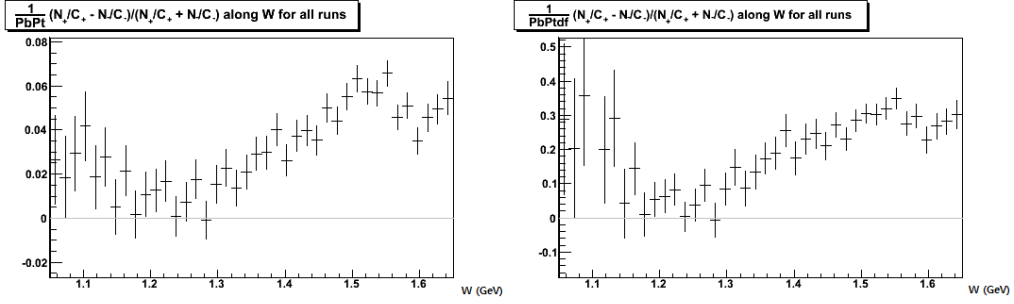 1/PbPt (N+/C+ - N-/C-)/(N+/C+ + N-/C-) along W for all runs
0.08
0.06
0.04
0.02
0
-0.02
1.1 1.2 1.3 1.4 1.5 1.6
W (GeV)
1/PbPtdf (N+/C+ - N-/C-)/(N+/C+ + N-/C-) along W for all runs
0.5
0.4
0.3
0.2
0.1
0
-0.1
1.1 1.2 1.3 1.4 1.5 1.6
W (GeV)